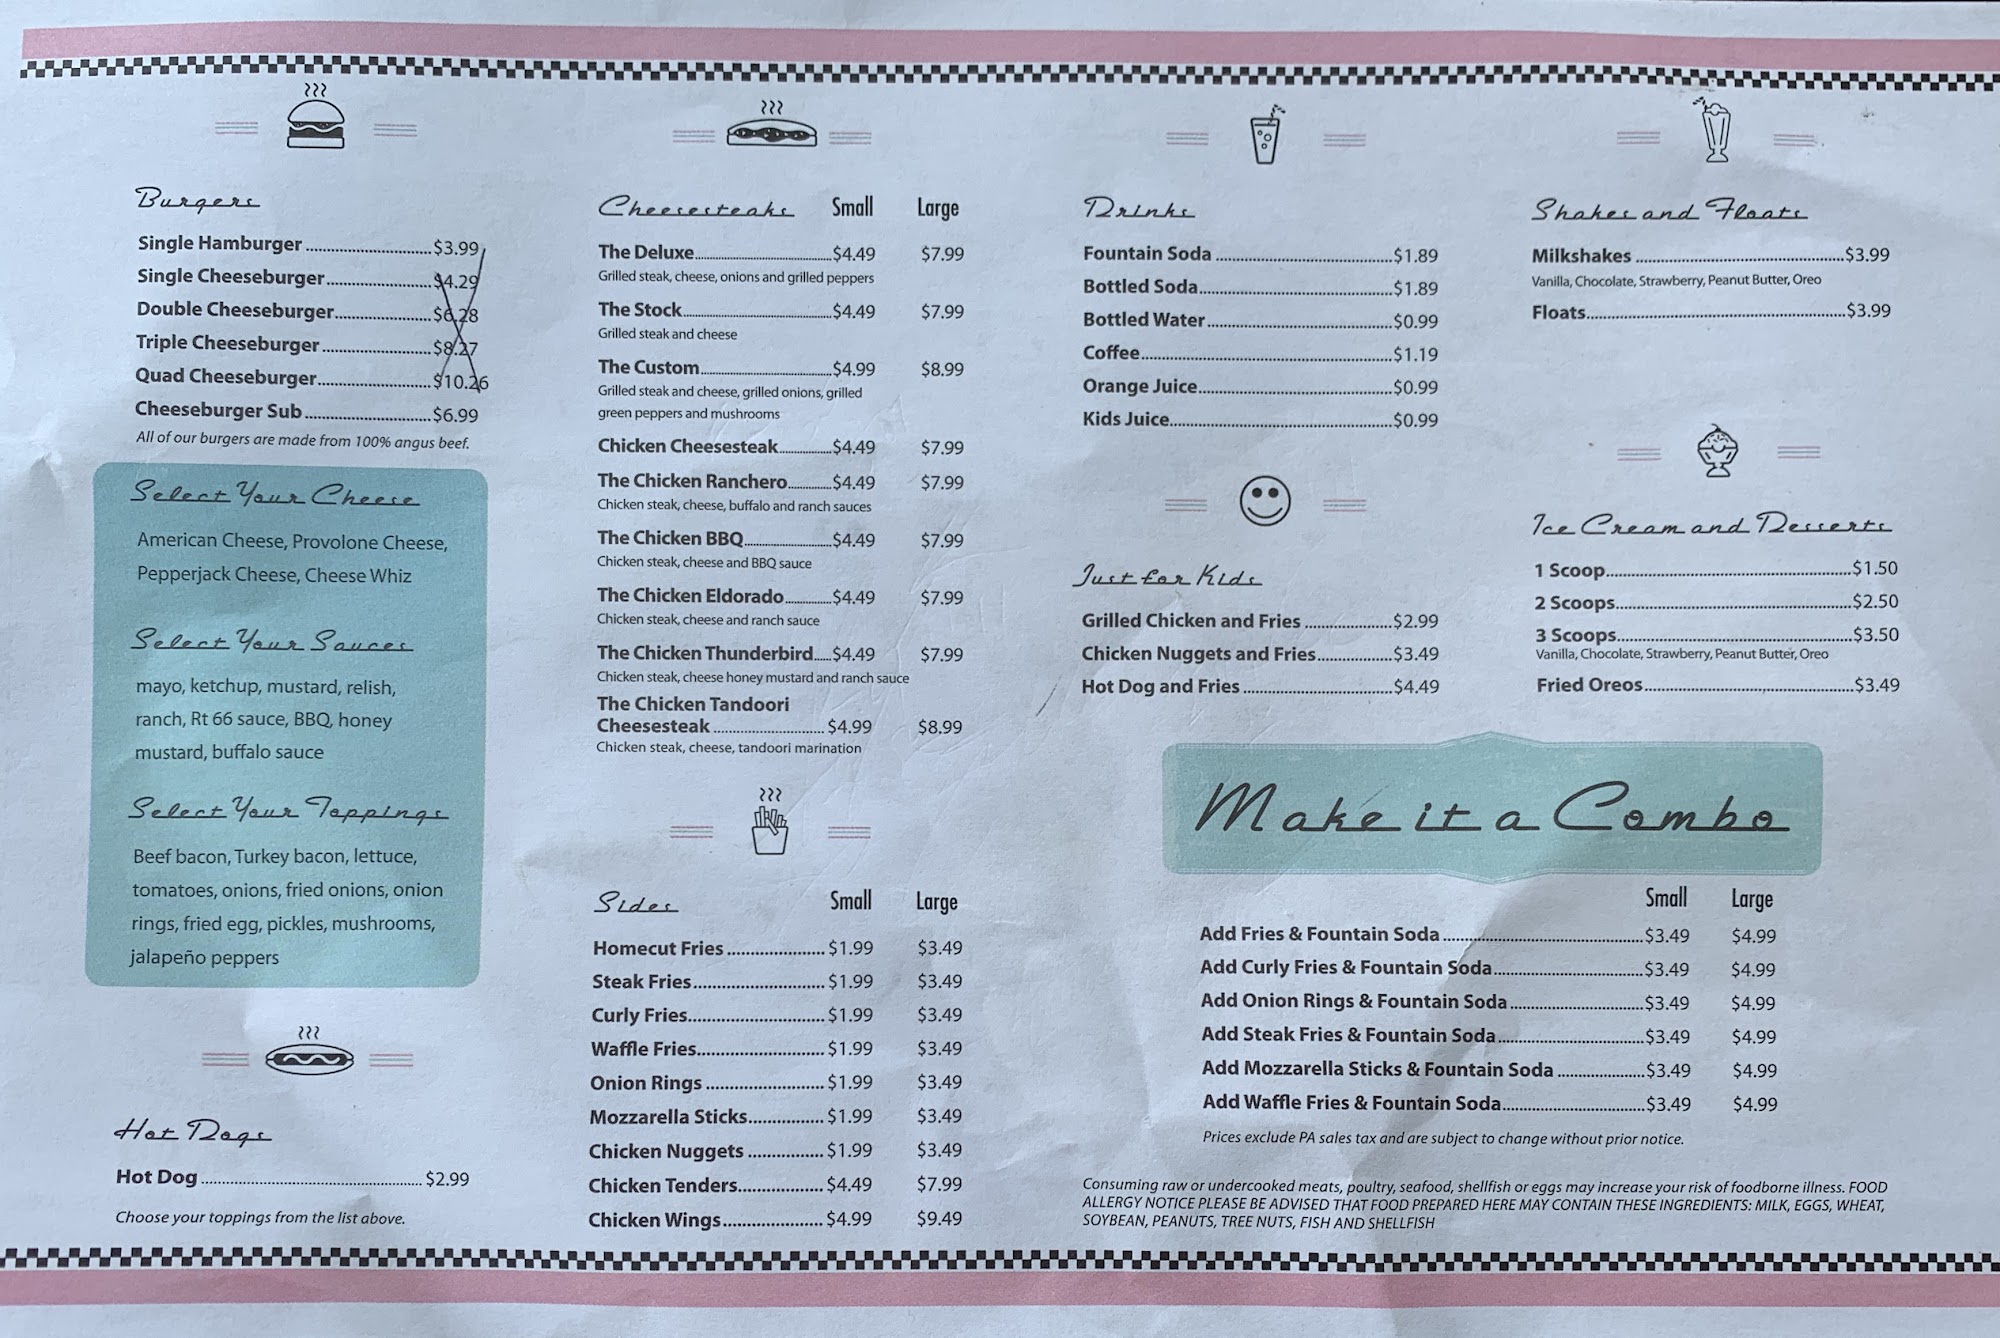 Burgers
Single Hamburger $3.99
Single Cheeseburger $4.29
Double Cheeseburger $6.28
Triple Cheeseburger $8.27
Quad Cheeseburger $10.26
Cheeseburger Sub $6.99
All of our burgers are made from 100% angus beef.
Select Your Cheese
American Cheese, Provolone Cheese,
Pepperjack Cheese, Cheese Whiz
Select Your Sauces
mayo, ketchup, mustard, relish,
ranch, Rt 66 sauce, BBQ, honey
mustard, buffalo sauce
Select Your Toppings
Beef bacon, Turkey bacon, lettuce,
tomatoes, onions, fried onions, onion
rings, fried egg, pickles, mushrooms,
jalapeño peppers
Hot Dogs
Hot Dog $2.99
Choose your toppings from the list above.
Cheesesteaks Small Large
The Deluxe $4.49 $7.99
Grilled steak, cheese, onions and grilled peppers
The Stock $4.49 $7.99
Grilled steak and cheese
The Custom $4.99 $8.99
Grilled steak and cheese, grilled onions, grilled
green peppers and mushrooms
Chicken Cheesesteak $4.49 $7.99
The Chicken Ranchero $4.49 $7.99
Chicken steak, cheese, buffalo and ranch sauces
The Chicken BBQ $4.49 $7.99
Chicken steak, cheese and BBQ sauce
The Chicken Eldorado $4.49 $7.99
Chicken steak, cheese and ranch sauce
The Chicken Thunderbird $4.49 $7.99
Chicken steak, cheese honey mustard and ranch sauce
The Chicken Tandoori
Cheesesteak $4.99 $8.99
Chicken steak, cheese, tandoori marination
Sides Small Large
Homecut Fries $1.99 $3.49
Steak Fries $1.99 $3.49
Curly Fries $1.99 $3.49
Waffle Fries $1.99 $3.49
Onion Rings $1.99 $3.49
Mozzarella Sticks $1.99 $3.49
Chicken Nuggets $1.99 $3.49
Chicken Tenders $4.49 $7.99
Chicken Wings $4.99 $9.49
Drinks
Fountain Soda $1.89
Bottled Soda $1.89
Bottled Water $0.99
Coffee $1.19
Orange Juice $0.99
Kids Juice $0.99
Just for Kids
Grilled Chicken and Fries $2.99
Chicken Nuggets and Fries $3.49
Hot Dog and Fries $4.49
Shakes and Floats
Milkshakes $3.99
Vanilla, Chocolate, Strawberry, Peanut Butter, Oreo
Floats $3.99
Ice Cream and Desserts
1 Scoop $1.50
2 Scoops $2.50
3 Scoops $3.50
Vanilla, Chocolate, Strawberry, Peanut Butter, Oreo
Fried Oreos $3.49
Make it a Combo
Small Large
Add Fries & Fountain Soda $3.49 $4.99
Add Curly Fries & Fountain Soda $3.49 $4.99
Add Onion Rings & Fountain Soda $3.49 $4.99
Add Steak Fries & Fountain Soda $3.49 $4.99
Add Mozzarella Sticks & Fountain Soda $3.49 $4.99
Add Waffle Fries & Fountain Soda $3.49 $4.99
Prices exclude PA sales tax and are subject to change without prior notice.
Consuming raw or undercooked meats, poultry, seafood, shellfish or eggs may increase your risk of foodborne illness. FOOD
ALLERGY NOTICE PLEASE BE ADVISED THAT FOOD PREPARED HERE MAY CONTAIN THESE INGREDIENTS: MILK, EGGS, WHEAT,
SOYBEAN, PEANUTS, TREE NUTS, FISH AND SHELLFISH